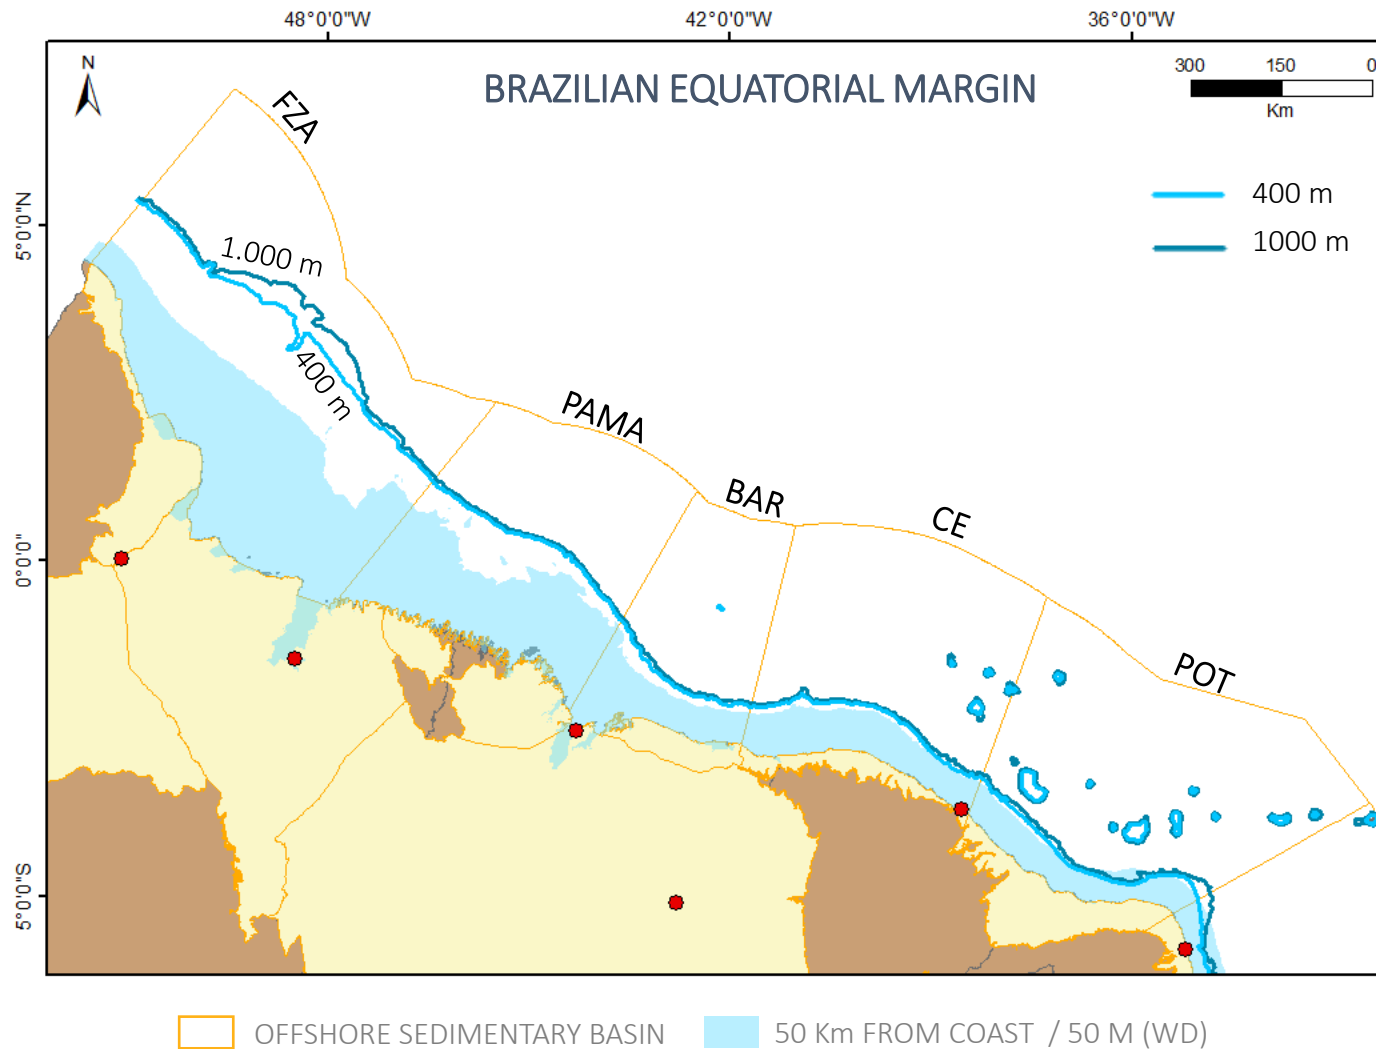 48°0'0"W 42°0'0"W 36°0'0"W
N
BRAZILIAN EQUATORIAL MARGIN
300 150 0
Km
FZA
400 m
1000 m
5°0'0"N
1.000 m
400 m
PAMA
BAR
CE
0°0'0"
POT
5°0'0"S
OFFSHORE SEDIMENTARY BASIN
50 Km FROM COAST / 50 M (WD)